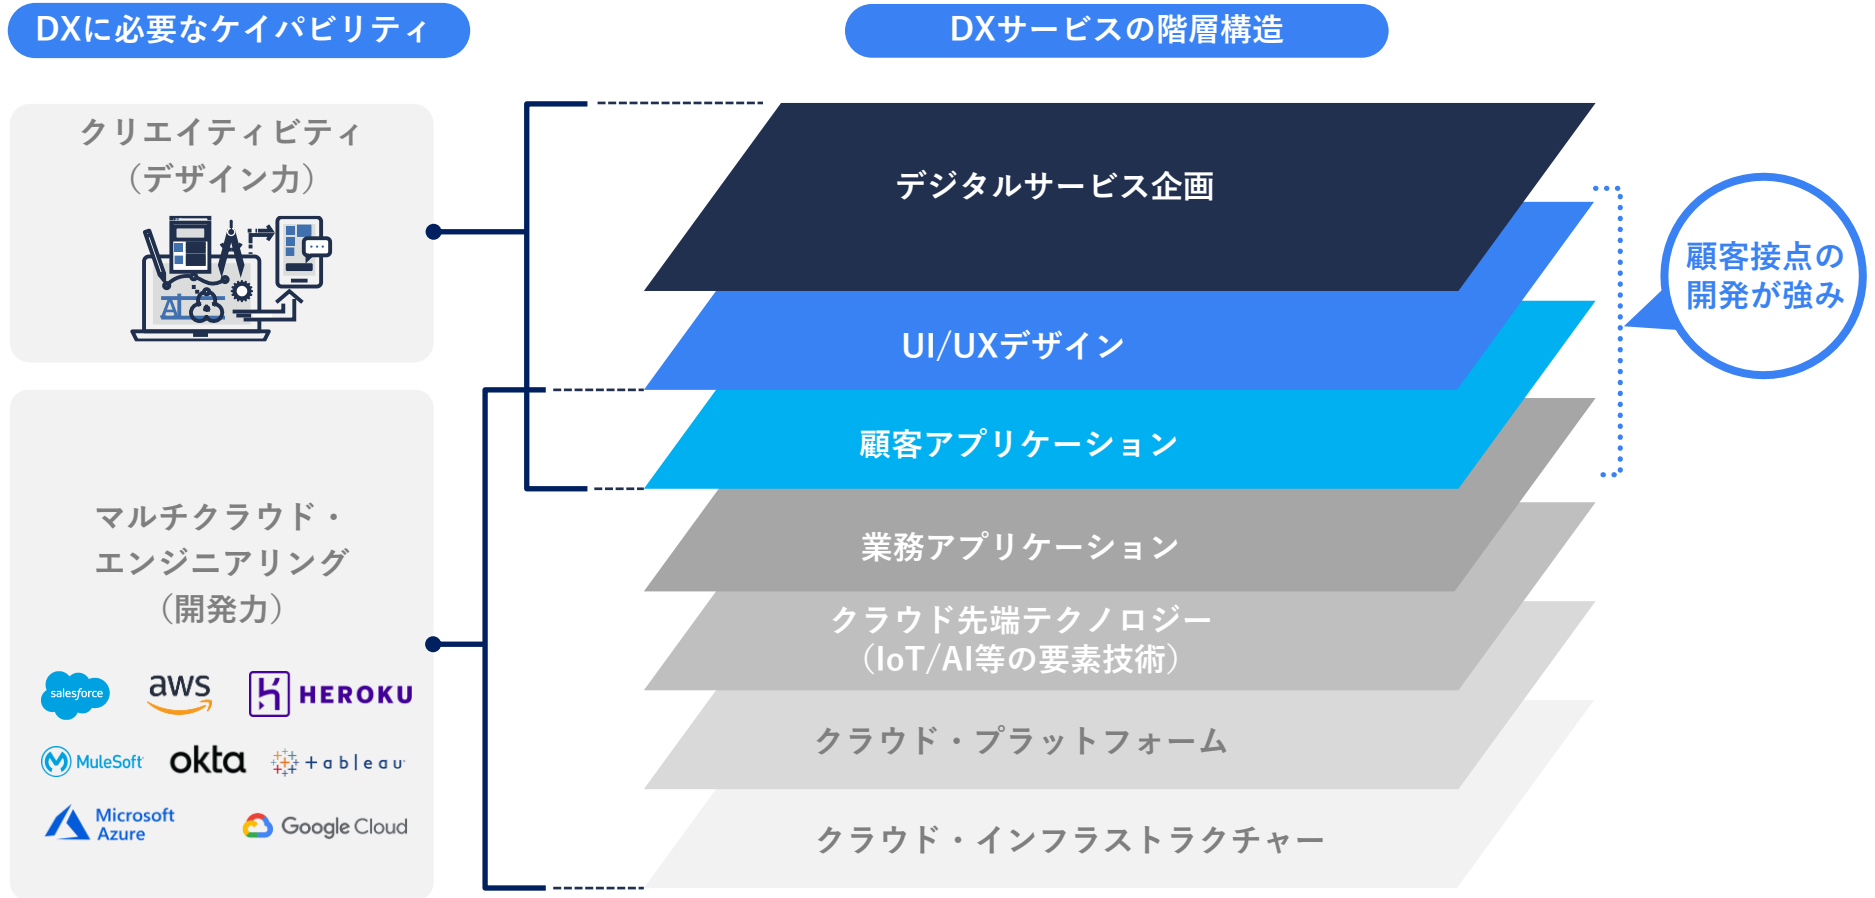 DXに必要なケイパビリティ
DXサービスの階層構造
クリエイティビティ
（デザイン力）
AI
マルチクラウド・
エンジニアリング
（開発力）
salesforce
aws
HEROKU
MuleSoft
okta
+ableau
Microsoft
Azure
Google Cloud
デジタルサービス企画
UI/UXデザイン
顧客アプリケーション
業務アプリケーション
クラウド先端テクノロジー
（IoT/AI等の要素技術）
クラウド・プラットフォーム
クラウド・インフラストラクチャー
顧客接点の
開発が強み